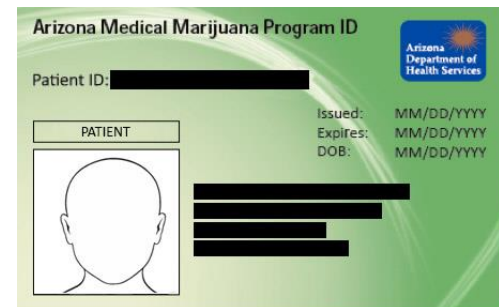 Arizona Medical Marijuana Program ID
Arizona
Department of
Health Services
Patient ID:
Issued: MM/DD/YYYY
Expires: MM/DD/YYYY
DOB: MM/DD/YYYY
PATIENT